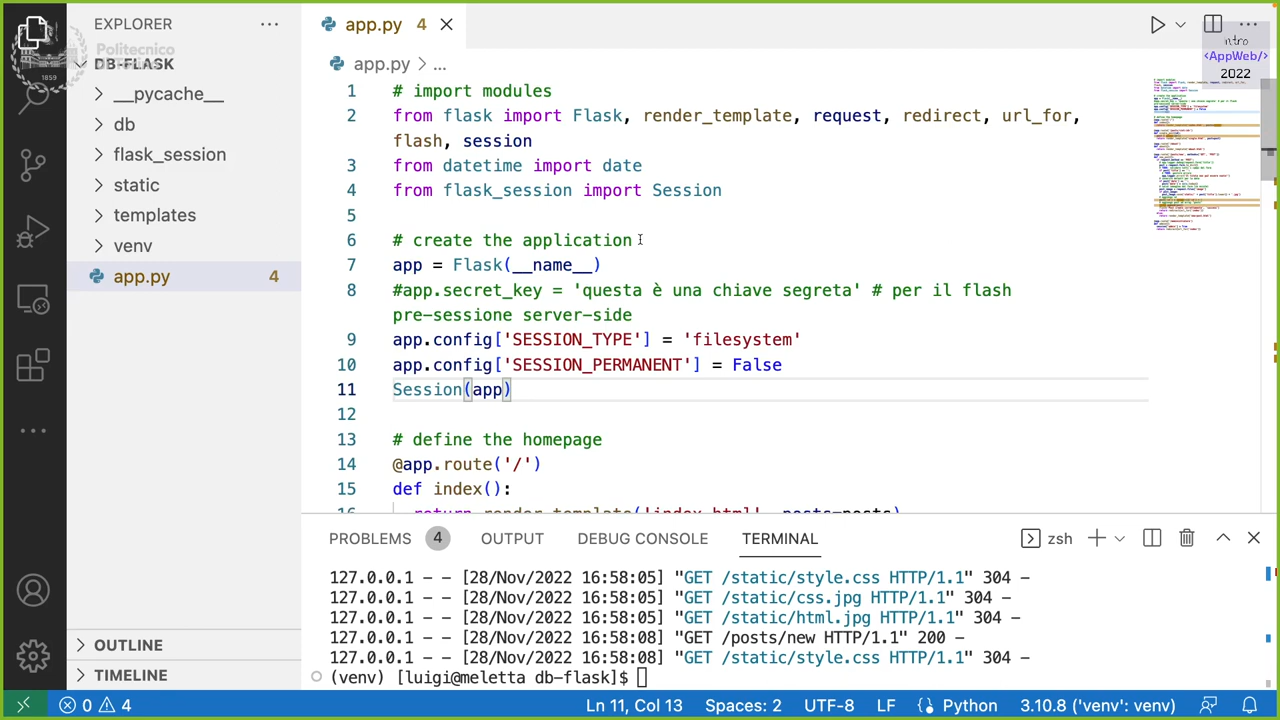 EXPLORER
Politecnico
1859
DB-FLASK
__pycache__
db
flask_session
static
templates
venv
app.py 4
OUTLINE
TIMELINE
app.py 4
ntro
<AppWeb/>
2022
app.py > ...
1 # import modules
2 from flask import Flask, render_template, request, redirect, url_for,
flash, session
3 from datetime import date
4 from flask_session import Session
5
6 # create the application
7 app = Flask(__name__)
8 #app.secret_key = 'questa è una chiave segreta' # per il flash
pre-sessione server-side
9 app.config['SESSION_TYPE'] = 'filesystem'
10 app.config['SESSION_PERMANENT'] = False
11 Session(app)
12
13 # define the homepage
14 @app.route('/')
15 def index():
16 return render_template('index.html', posts=posts)
PROBLEMS 4 OUTPUT DEBUG CONSOLE TERMINAL zsh
127.0.0.1 - - [28/Nov/2022 16:58:05] "GET /static/style.css HTTP/1.1" 304 -
127.0.0.1 - - [28/Nov/2022 16:58:05] "GET /static/css.jpg HTTP/1.1" 304 -
127.0.0.1 - - [28/Nov/2022 16:58:05] "GET /static/html.jpg HTTP/1.1" 304 -
127.0.0.1 - - [28/Nov/2022 16:58:08] "GET /posts/new HTTP/1.1" 200 -
127.0.0.1 - - [28/Nov/2022 16:58:08] "GET /static/style.css HTTP/1.1" 304 -
(venv) [luigi@meletta db-flask]$
0 4 Ln 11, Col 13 Spaces: 2 UTF-8 LF Python 3.10.8 ('venv': venv)